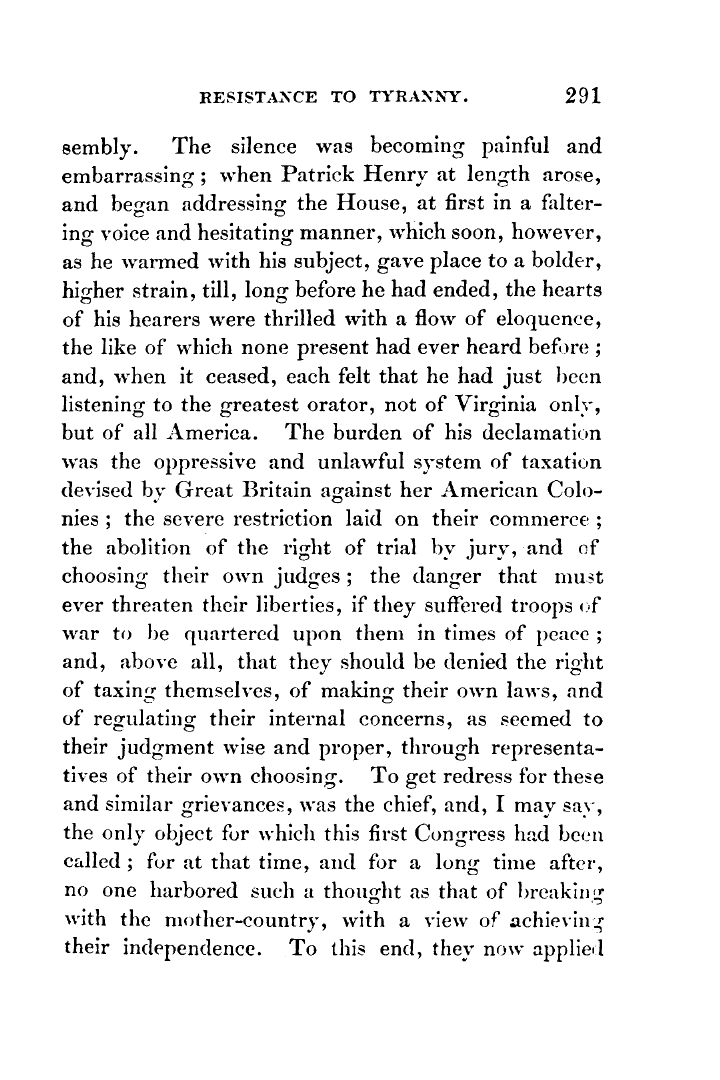 RESISTANCE TO TYRANNY. 291
sembly. The silence was becoming painful and
embarrassing ; when Patrick Henry at length arose,
and began addressing the House, at first in a falter-
ing voice and hesitating manner, which soon, however,
as he warmed with his subject, gave place to a bolder,
higher strain, till, long before he had ended, the hearts
of his hearers were thrilled with a flow of eloquence,
the like of which none present had ever heard before ;
and, when it ceased, each felt that he had just been
listening to the greatest orator, not of Virginia only,
but of all America. The burden of his declamation
was the oppressive and unlawful system of taxation
devised by Great Britain against her American Colo-
nies ; the severe restriction laid on their commerce ;
the abolition of the right of trial by jury, and of
choosing their own judges ; the danger that must
ever threaten their liberties, if they suffered troops of
war to be quartered upon them in times of peace ;
and, above all, that they should be denied the right
of taxing themselves, of making their own laws, and
of regulating their internal concerns, as seemed to
their judgment wise and proper, through representa-
tives of their own choosing. To get redress for these
and similar grievances, was the chief, and, I may say,
the only object for which this first Congress had been
called ; for at that time, and for a long time after,
no one harbored such a thought as that of breaking
with the mother-country, with a view of achieving
their independence. To this end, they now applied